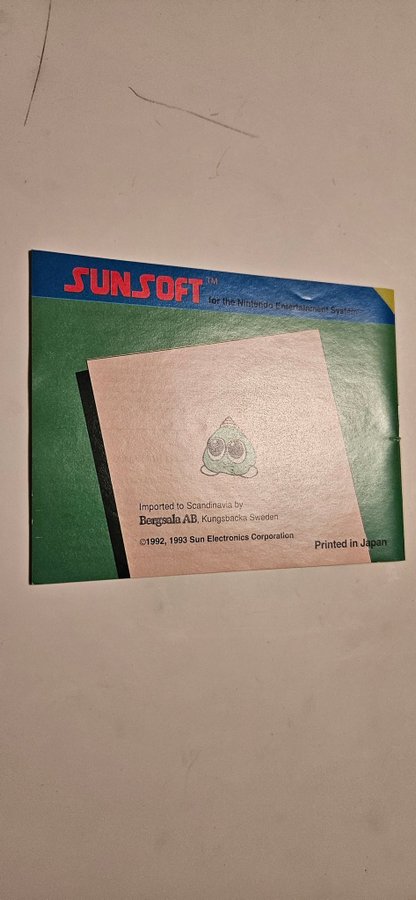 SUNSOFT™
for the Nintendo Entertainment System
Imported to Scandinavia by
Bergsala AB, Kungsbacka Sweden
©1992, 1993 Sun Electronics Corporation
Printed in Japan